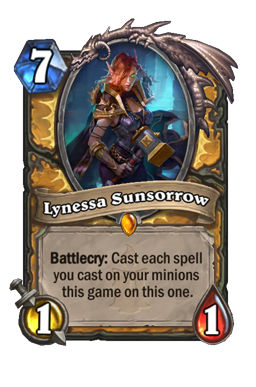 7
Lynessa Sunsorrow
Battlecry: Cast each spell
you cast on your minions
this game on this one.
1 1